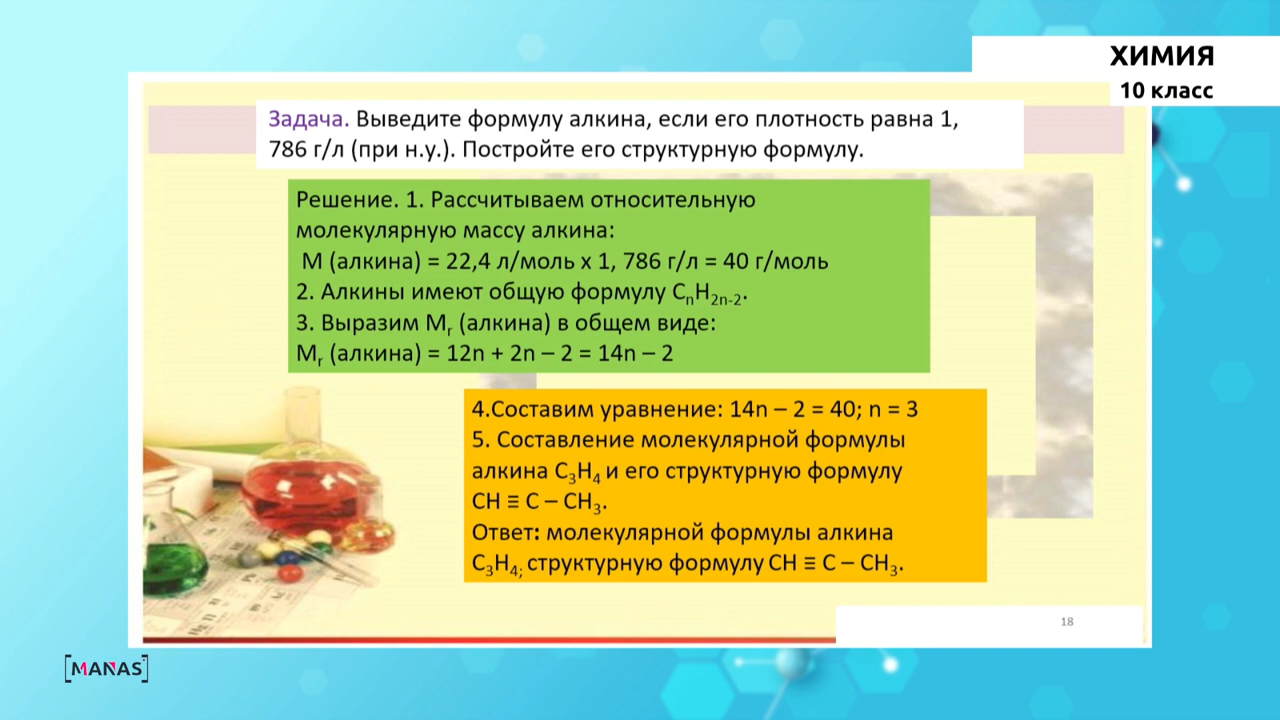 ХИМИЯ
10 класс
Задача. Выведите формулу алкина, если его плотность равна 1,
786 г/л (при н.у.). Постройте его структурную формулу.
Решение. 1. Рассчитываем относительную
молекулярную массу алкина:
М (алкина) = 22,4 л/моль х 1, 786 г/л = 40 г/моль
2. Алкины имеют общую формулу CnH2n-2.
3. Выразим Mr (алкина) в общем виде:
Mr (алкина) = 12n + 2n – 2 = 14n – 2
4.Составим уравнение: 14n – 2 = 40; n = 3
5. Составление молекулярной формулы
алкина C3H4 и его структурную формулу
CH ≡ C – CH3.
Ответ: молекулярной формулы алкина
C3H4; структурную формулу CH ≡ C – CH3.
18
[MANAS]